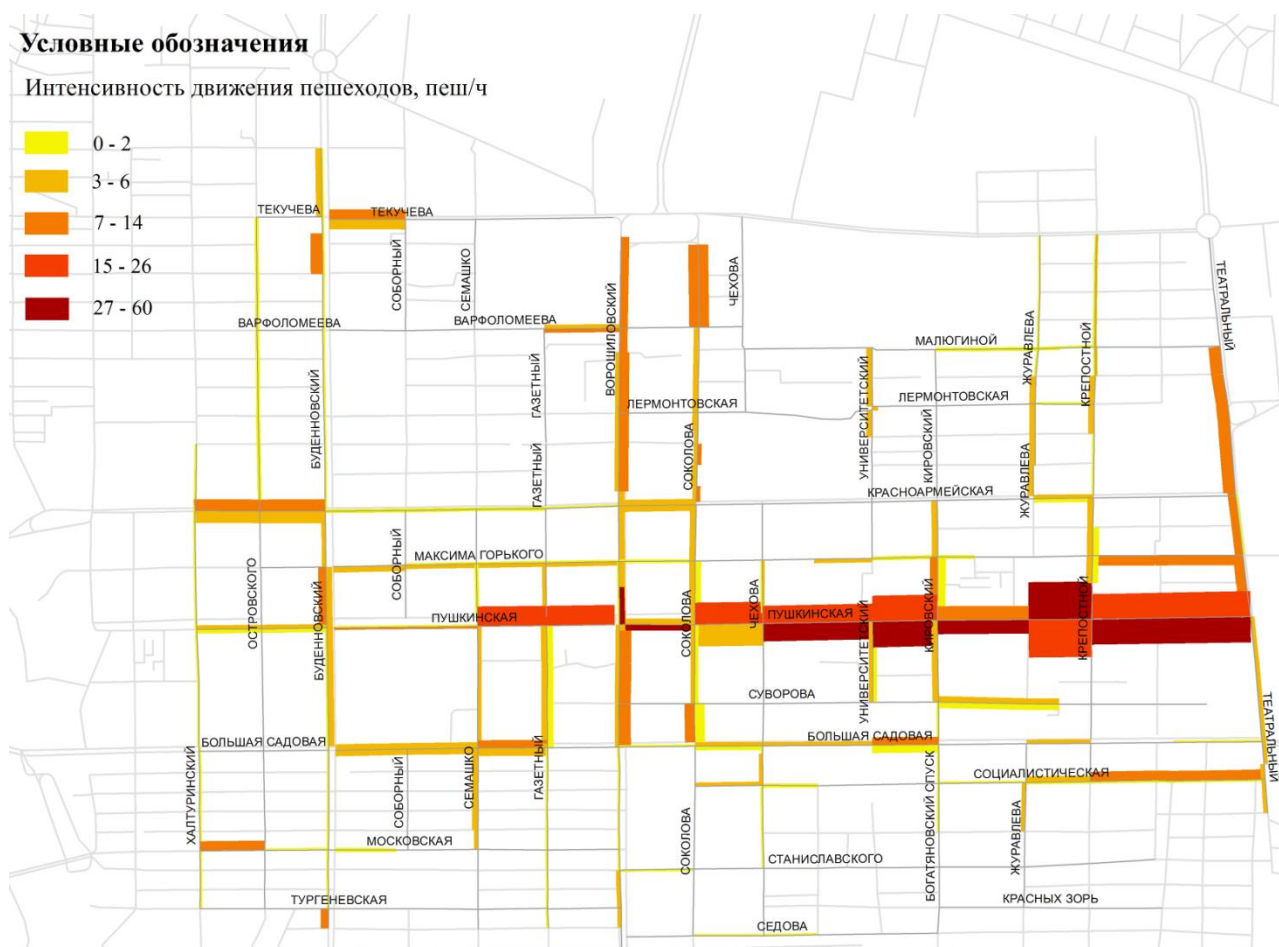 Условные обозначения
Интенсивность движения пешеходов, пеш/ч
0 - 2
3 - 6
7 - 14
15 - 26
27 - 60
ТЕКУЧЕВА
ТЕКУЧЕВА
СОБОРНЫЙ
СЕМАШКО
ЧЕХОВА
ТЕАТРАЛЬНЫЙ
ВАРФОЛОМЕЕВА
ВАРФОЛОМЕЕВА
ВОРОШИЛОВСКИЙ
МАЛЮГИНОЙ
ЖУРАВЛЕВА
КРЕПОСТНОЙ
ГАЗЕТНЫЙ
ЛЕРМОНТОВСКАЯ
УНИВЕРСИТЕТСКИЙ
ЛЕРМОНТОВСКАЯ
КИРОВСКИЙ
БУДЕННОВСКИЙ
ГАЗЕТНЫЙ
СОКОЛОВА
КРАСНОАРМЕЙСКАЯ
ЖУРАВЛЕВА
СОБОРНЫЙ
МАКСИМА ГОРЬКОГО
ОСТРОВСКОГО
БУДЕННОВСКИЙ
ПУШКИНСКАЯ
СОКОЛОВА
ЧЕХОВА
ПУШКИНСКАЯ
УНИВЕРСИТЕТСКИЙ
КИРОВСКИЙ
КРЕПОСТНОЙ
СУВОРОВА
ТЕАТРАЛЬНЫЙ
БОЛЬШАЯ САДОВАЯ
БОЛЬШАЯ САДОВАЯ
ХАЛТУРИНСКИЙ
СОБОРНЫЙ
СЕМАШКО
ГАЗЕТНЫЙ
СОЦИАЛИСТИЧЕСКАЯ
МОСКОВСКАЯ
СОКОЛОВА
СТАНИСЛАВСКОГО
БОГАТЯНОВСКИЙ СПУСК
ЖУРАВЛЕВА
ТУРГЕНЕВСКАЯ
КРАСНЫХ ЗОРЬ
СЕДОВА